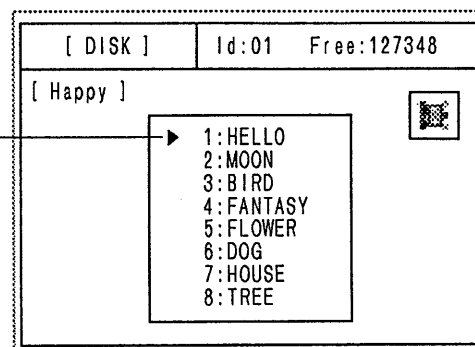 [ DISK ] Id:01 Free:127348
[ Happy ]
1:HELLO
2:MOON
3:BIRD
4:FANTASY
5:FLOWER
6:DOG
7:HOUSE
8:TREE